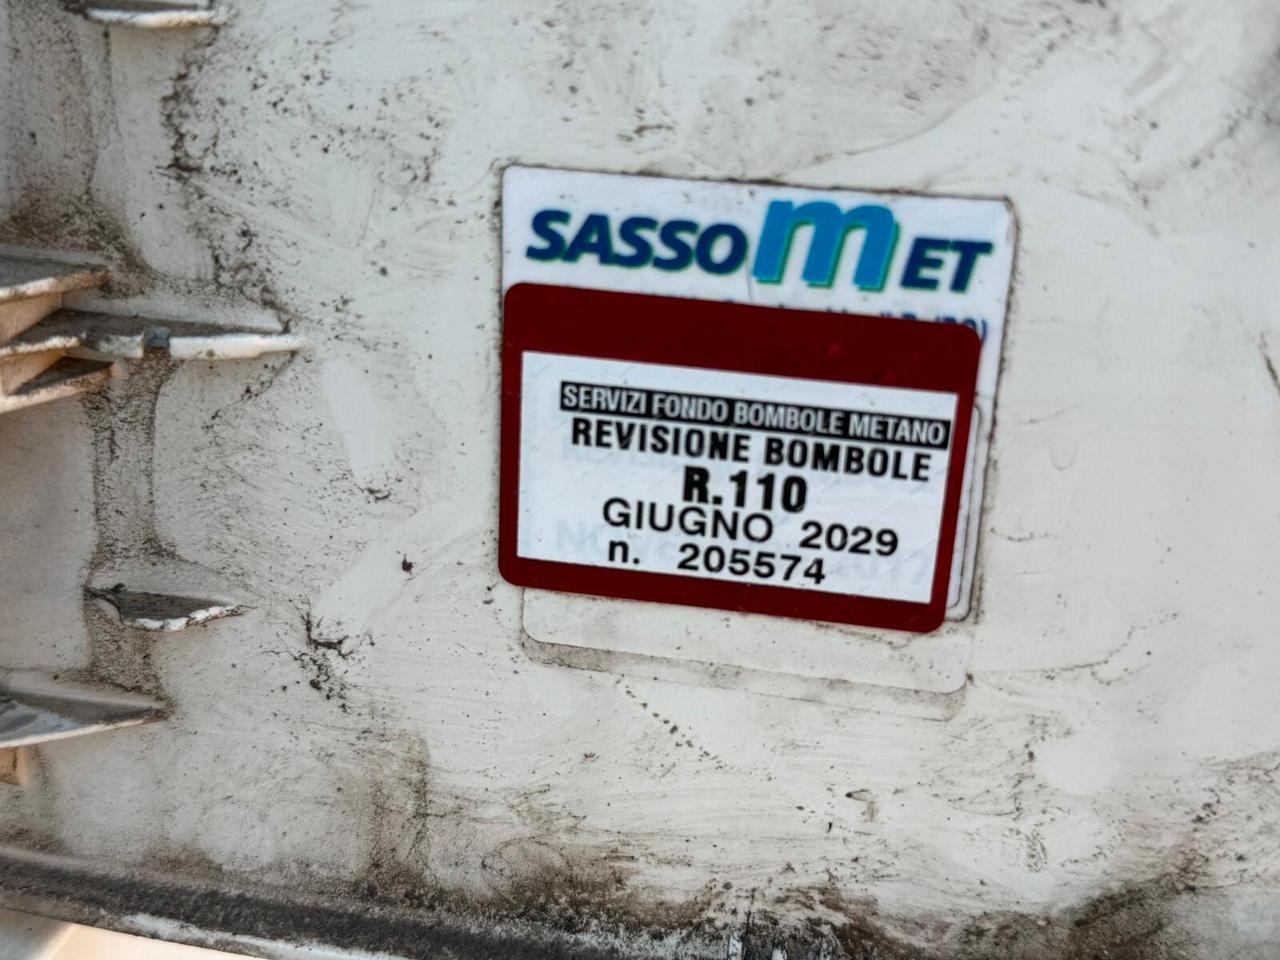 SASSOMET
SERVIZI FONDO BOMBOLE METANO
REVISIONE BOMBOLE
R.110
GIUGNO 2029
n. 205574